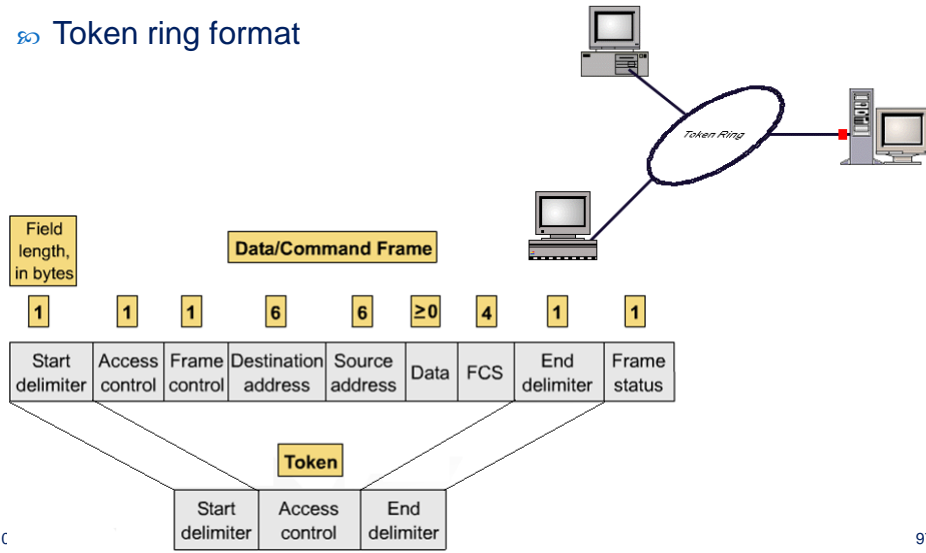 Token ring format
Token Ring
Field
length,
in bytes
Data/Command Frame
1 1 1 6 6 ≥0 4 1 1
Start Access Frame Destination Source Data FCS End Frame
delimiter control control address address delimiter status
Token
Start Access End
delimiter control delimiter